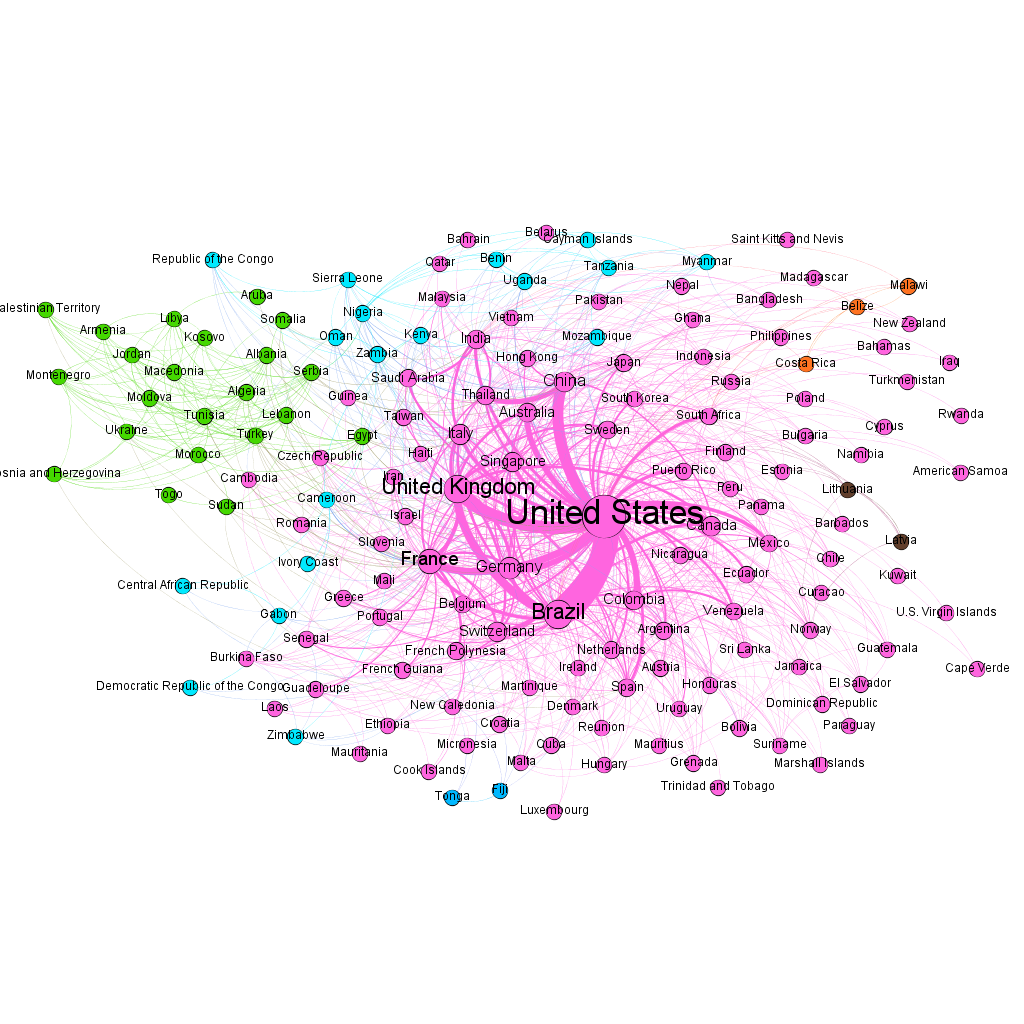 Belarus
Bahrain
Cayman Islands
Saint Kitts and Nevis
Republic of the Congo
Qatar
Benin
Tanzania
Myanmar
Sierra Leone
Uganda
Madagascar
Malawi
Nepal
Aruba
Malaysia
Pakistan
Bangladesh
Belize
alestinian Territory
Libya
Somalia
Nigeria
Vietnam
Ghana
New Zealand
Armenia
Kosovo
Oman
Kenya
India
Mozambique
Philippines
Bahamas
Jordan
Albania
Zambia
Hong Kong
Japan
Indonesia
Costa Rica
Iraq
Montenegro
Macedonia
Serbia
Saudi Arabia
China
Russia
Turkmenistan
Moldova
Algeria
Guinea
Thailand
South Korea
Poland
Tunisia
Lebanon
Taiwan
Australia
South Africa
Rwanda
Ukraine
Turkey
Egypt
Italy
Sweden
Bulgaria
Cyprus
Morocco
Czech Republic
Haiti
Singapore
Finland
Namibia
Cambodia
Iran
Puerto Rico
Estonia
American Samoa
osnia and Herzegovina
United Kingdom
Peru
Lithuania
Togo
Sudan
Cameroon
Israel
United States
Panama
Romania
Canada
Barbados
Slovenia
Mexico
Latvia
Ivory Coast
France
Germany
Nicaragua
Chile
Central African Republic
Mali
Ecuador
Kuwait
Greece
Belgium
Colombia
Curacao
Gabon
Portugal
Brazil
Venezuela
U.S. Virgin Islands
Senegal
Switzerland
Argentina
Norway
Burkina Faso
French Polynesia
Netherlands
Sri Lanka
Guatemala
French Guiana
Ireland
Austria
Jamaica
Cape Verde
Democratic Republic of the Congo
Guadeloupe
Martinique
Spain
Honduras
El Salvador
Laos
New Caledonia
Denmark
Uruguay
Dominican Republic
Zimbabwe
Ethiopia
Croatia
Reunion
Bolivia
Paraguay
Mauritania
Micronesia
Cuba
Mauritius
Suriname
Cook Islands
Malta
Hungary
Grenada
Marshall Islands
Tonga
Fiji
Trinidad and Tobago
Luxembourg